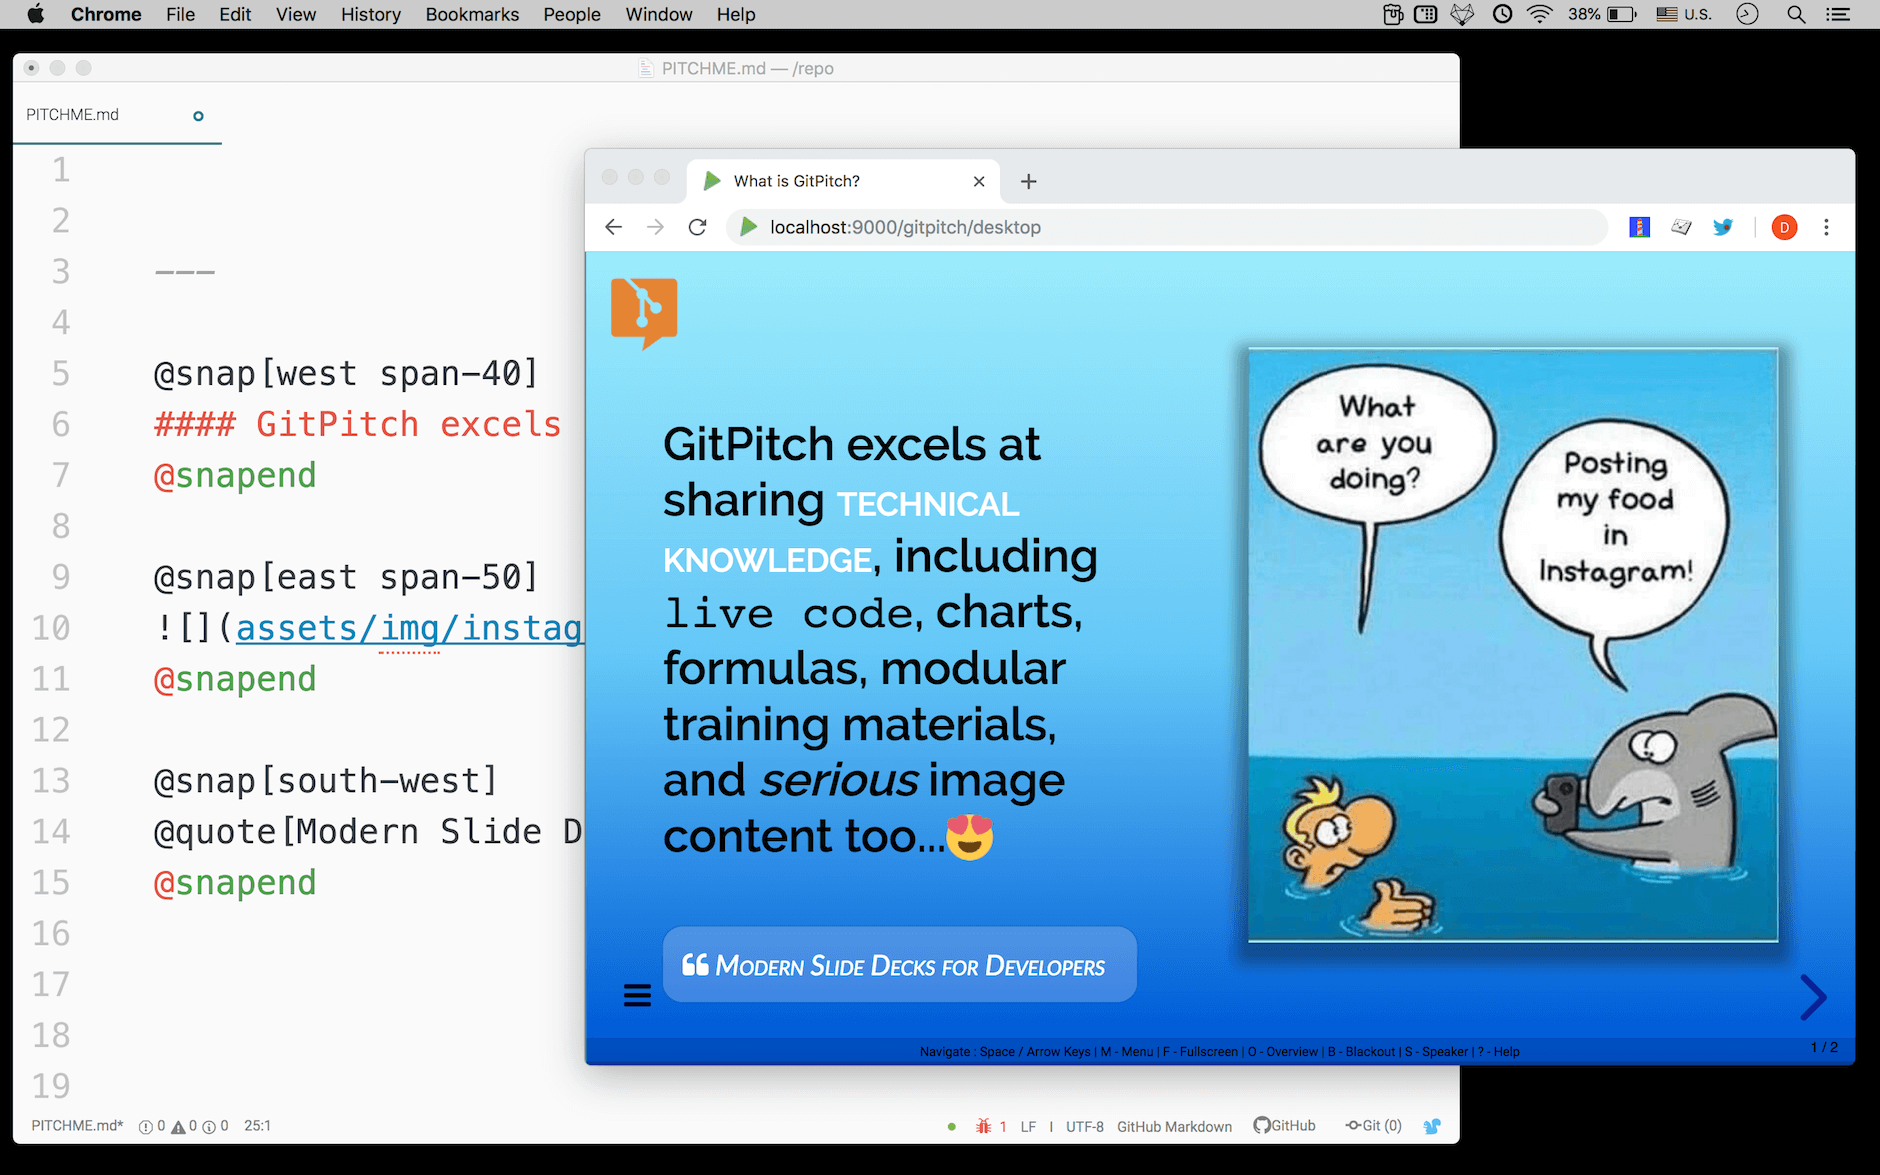 Chrome File Edit View History Bookmarks People Window Help 38% U.S.
PITCHME.md — /repo
PITCHME.md
1
2
3 ---
4
5 @snap[west span-40]
6 #### GitPitch excels
7 @snapend
8
9 @snap[east span-50]
10 ![](assets/img/instag
11 @snapend
12
13 @snap[south-west]
14 @quote[Modern Slide D
15 @snapend
16
17
18
19
PITCHME.md* 0 0 0 25:1 1 LF UTF-8 GitHub Markdown GitHub Git (0)
What is GitPitch?
localhost:9000/gitpitch/desktop
D
GitPitch excels at
sharing TECHNICAL
KNOWLEDGE, including
live code, charts,
formulas, modular
training materials,
and serious image
content too...😍
What
are you
doing?
Posting
my food
in
Instagram!
❝ MODERN SLIDE DECKS FOR DEVELOPERS
Navigate : Space / Arrow Keys | M - Menu | F - Fullscreen | O - Overview | B - Blackout | S - Speaker | ? - Help
1 / 2